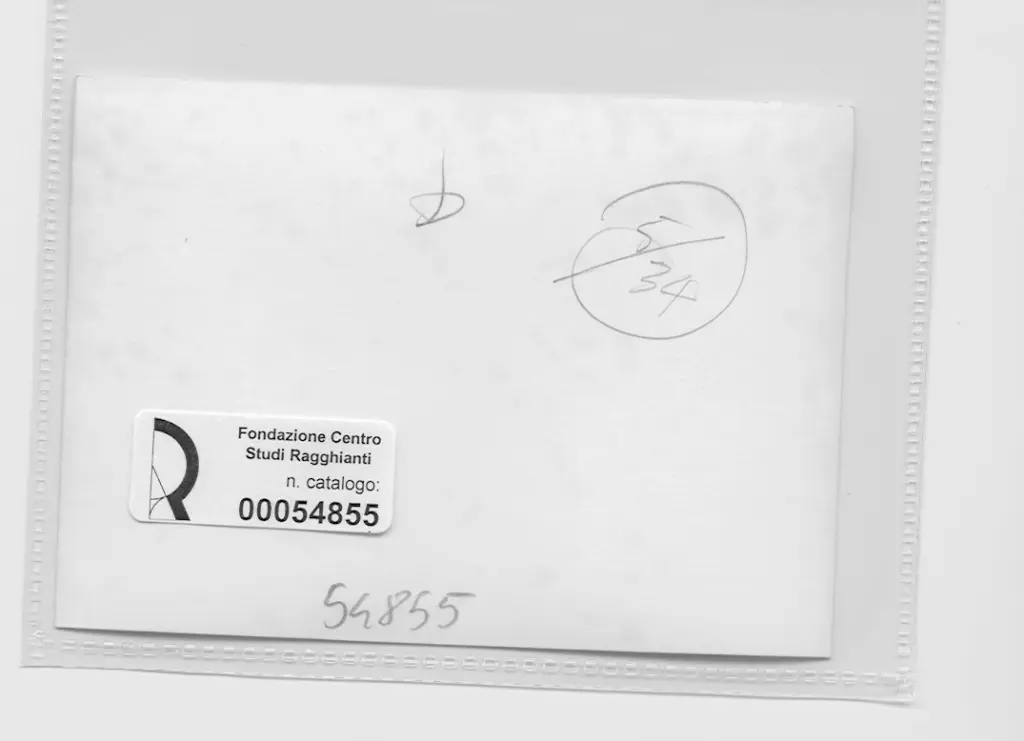 5
34
Fondazione Centro
Studi Ragghianti
n. catalogo:
00054855
54855